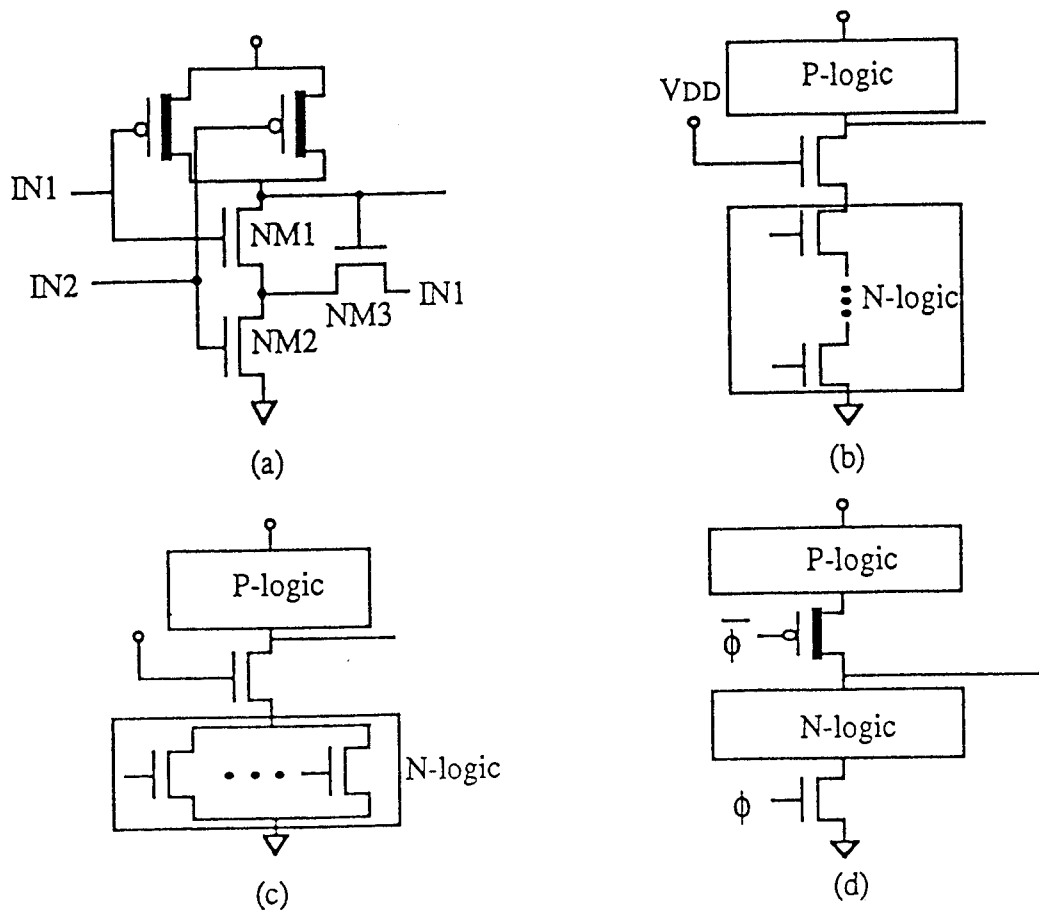 IN1
NM1
IN2
IN1
NM3
NM2
(a)
P-logic
VDD
N-logic
(b)
P-logic
N-logic
(c)
P-logic
ϕ̅
N-logic
ϕ
(d)